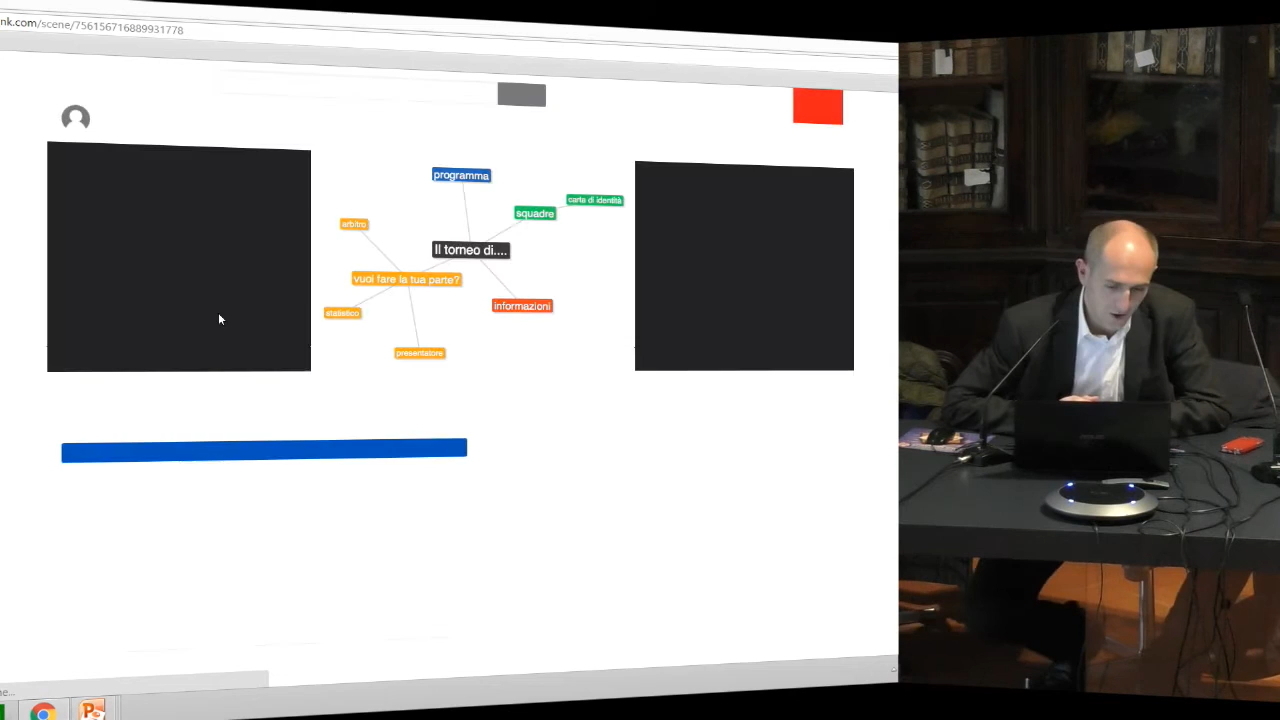 nk.com/scene/756156716889931778
programma
carta di identità
squadre
arbitro
Il torneo di....
vuoi fare la tua parte?
informazioni
statistico
presentatore
ne...